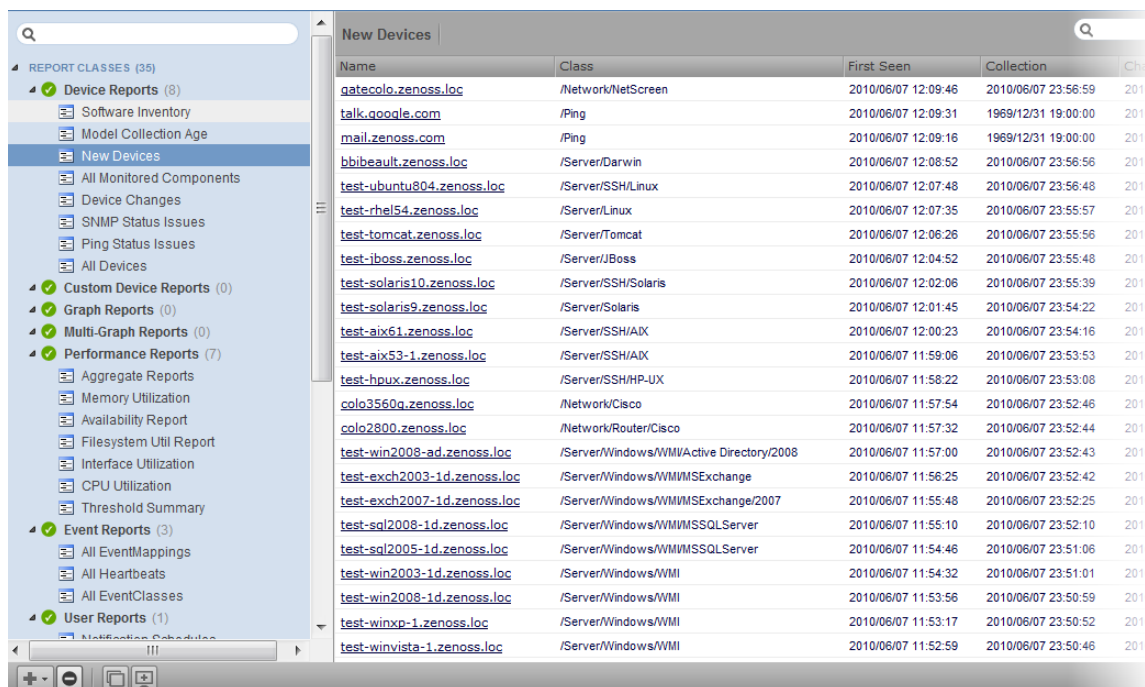 REPORT CLASSES (35)
Device Reports (8)
Software Inventory
Model Collection Age
New Devices
All Monitored Components
Device Changes
SNMP Status Issues
Ping Status Issues
All Devices
Custom Device Reports (0)
Graph Reports (0)
Multi-Graph Reports (0)
Performance Reports (7)
Aggregate Reports
Memory Utilization
Availability Report
Filesystem Util Report
Interface Utilization
CPU Utilization
Threshold Summary
Event Reports (3)
All EventMappings
All Heartbeats
All EventClasses
User Reports (1)
Notification Schedules
New Devices
Name Class First Seen Collection
gatecolo.zenoss.loc /Network/NetScreen 2010/06/07 12:09:46 2010/06/07 23:56:59 201
talk.google.com /Ping 2010/06/07 12:09:31 1969/12/31 19:00:00 201
mail.zenoss.com /Ping 2010/06/07 12:09:16 1969/12/31 19:00:00 201
bbibeault.zenoss.loc /Server/Darwin 2010/06/07 12:08:52 2010/06/07 23:56:56 201
test-ubuntu804.zenoss.loc /Server/SSH/Linux 2010/06/07 12:07:48 2010/06/07 23:56:48 201
test-rhel54.zenoss.loc /Server/Linux 2010/06/07 12:07:35 2010/06/07 23:55:57 201
test-tomcat.zenoss.loc /Server/Tomcat 2010/06/07 12:06:26 2010/06/07 23:55:56 201
test-jboss.zenoss.loc /Server/JBoss 2010/06/07 12:04:52 2010/06/07 23:55:48 201
test-solaris10.zenoss.loc /Server/SSH/Solaris 2010/06/07 12:02:06 2010/06/07 23:55:39 201
test-solaris9.zenoss.loc /Server/Solaris 2010/06/07 12:01:45 2010/06/07 23:54:22 201
test-aix61.zenoss.loc /Server/SSH/AIX 2010/06/07 12:00:23 2010/06/07 23:54:16 201
test-aix53-1.zenoss.loc /Server/SSH/AIX 2010/06/07 11:59:06 2010/06/07 23:53:53 201
test-hpux.zenoss.loc /Server/SSH/HP-UX 2010/06/07 11:58:22 2010/06/07 23:53:08 201
colo3560g.zenoss.loc /Network/Cisco 2010/06/07 11:57:54 2010/06/07 23:52:46 201
colo2800.zenoss.loc /Network/Router/Cisco 2010/06/07 11:57:32 2010/06/07 23:52:44 201
test-win2008-ad.zenoss.loc /Server/Windows/WMI/Active Directory/2008 2010/06/07 11:57:00 2010/06/07 23:52:43 201
test-exch2003-1d.zenoss.loc /Server/Windows/WMI/MSExchange 2010/06/07 11:56:25 2010/06/07 23:52:42 201
test-exch2007-1d.zenoss.loc /Server/Windows/WMI/MSExchange/2007 2010/06/07 11:55:48 2010/06/07 23:52:25 201
test-sql2008-1d.zenoss.loc /Server/Windows/WMI/MSSQLServer 2010/06/07 11:55:10 2010/06/07 23:52:10 201
test-sql2005-1d.zenoss.loc /Server/Windows/WMI/MSSQLServer 2010/06/07 11:54:46 2010/06/07 23:51:06 201
test-win2003-1d.zenoss.loc /Server/Windows/WMI 2010/06/07 11:54:32 2010/06/07 23:51:01 201
test-win2008-1d.zenoss.loc /Server/Windows/WMI 2010/06/07 11:53:56 2010/06/07 23:50:59 201
test-winxp-1.zenoss.loc /Server/Windows/WMI 2010/06/07 11:53:17 2010/06/07 23:50:52 201
test-winvista-1.zenoss.loc /Server/Windows/WMI 2010/06/07 11:52:59 2010/06/07 23:50:46 201